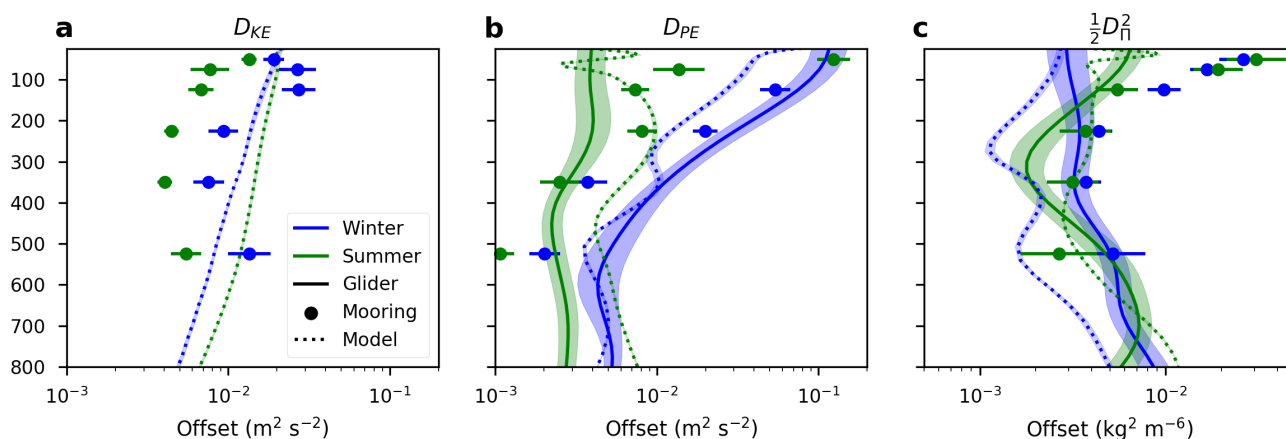 a
D_KE
b
D_PE
c
½D_Π²
100
200
300
400
500
600
700
800
Winter
Summer
Glider
Mooring
Model
10⁻³
10⁻²
10⁻¹
Offset (m² s⁻²)
10⁻³
10⁻²
10⁻¹
Offset (m² s⁻²)
10⁻³
10⁻²
Offset (kg² m⁻⁶)